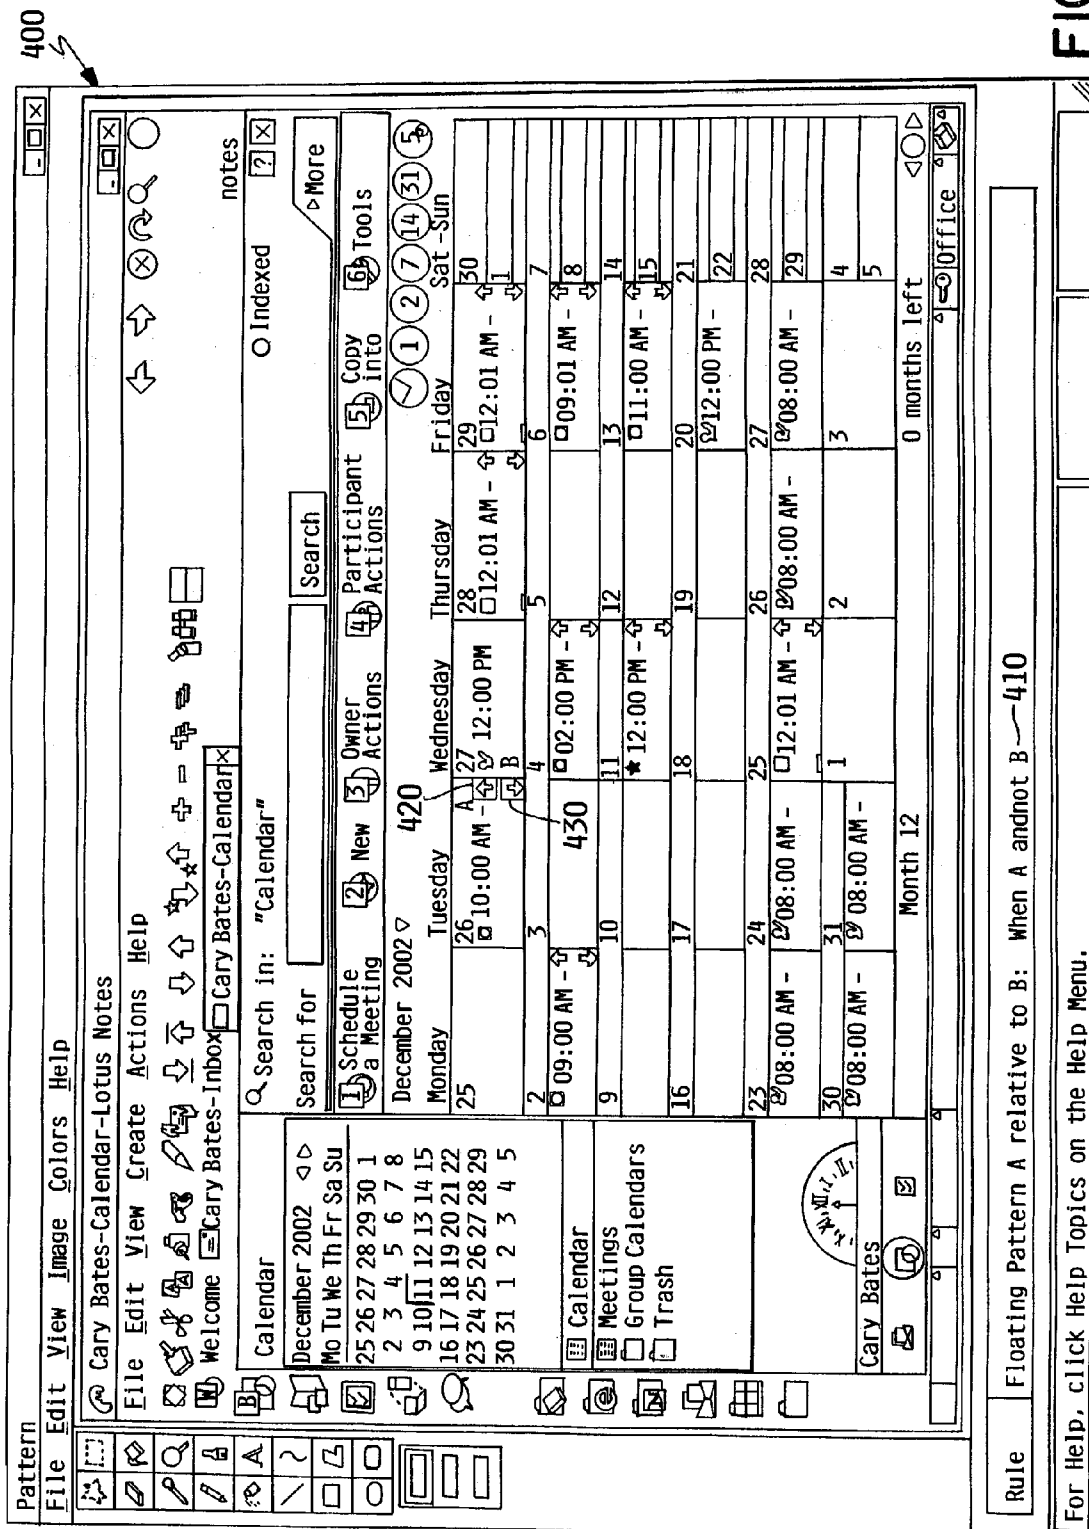 400
FIG
Pattern
File Edit View Image Colors Help
Cary Bates-Calendar-Lotus Notes
File Edit View Create Actions Help
Welcome Cary Bates-Inbox Cary Bates-Calendar X
notes
Calendar
Search in: "Calendar"
Indexed
Search for
Search
More
1 Schedule a Meeting 2 New 3 Owner Actions 4 Participant Actions 5 Copy into 6 Tools
December 2002
1 2 7 14 31
December 2002
Mo Tu We Th Fr Sa Su
25 26 27 28 29 30 1
2 3 4 5 6 7 8
9 10 11 12 13 14 15
16 17 18 19 20 21 22
23 24 25 26 27 28 29
30 31 1 2 3 4 5
Calendar
Meetings
Group Calendars
Trash
Cary Bates
420
430
Monday Tuesday Wednesday Thursday Friday Sat-Sun
25 26 27 28 29 30
10:00 AM - A 12:00 PM 12:01 AM - 12:01 AM -
B 1
2 3 4 5 6 7
09:00 AM - 02:00 PM - 09:01 AM - 8
9 10 11 12 13 14
12:00 PM - 11:00 AM - 15
16 17 18 19 20 21
12:00 PM - 22
23 24 25 26 27 28
08:00 AM - 08:00 AM - 12:01 AM - 08:00 AM - 08:00 AM - 29
30 31 1 2 3 4
08:00 AM - 08:00 AM - 5
Month 12
0 months left
Office
Rule Floating Pattern A relative to B: When A andnot B 410
For Help, click Help Topics on the Help Menu.